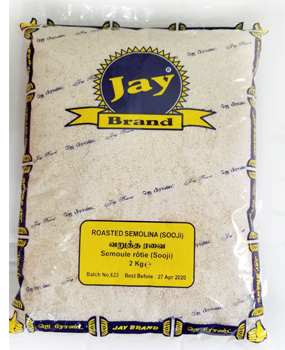 Jay
Brand
ROASTED SEMOLINA (SOOJI)
வறுத்த ரவை
Semoule rôtie (Sooji)
2 Kg ℮
Batch No.623 Best Before : 27 Apr 2020
JAY BRAND